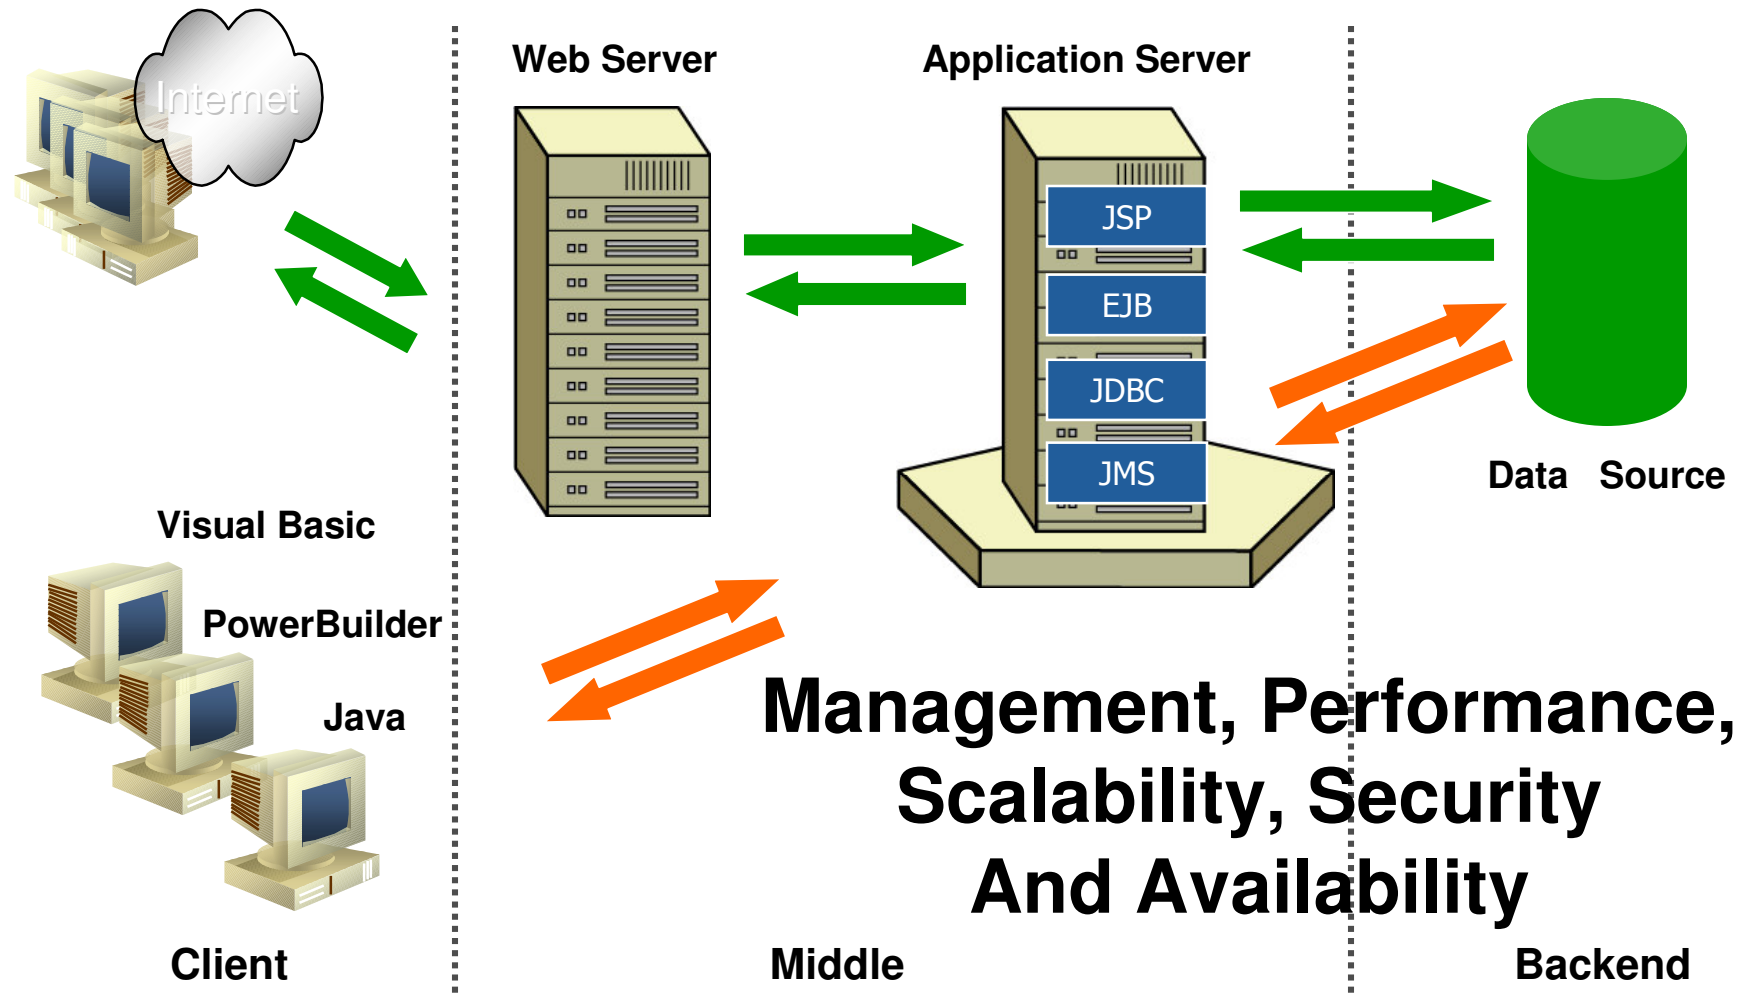 Internet
Web Server
Application Server
JSP
EJB
JDBC
JMS
Data Source
Visual Basic
PowerBuilder
Java
Management, Performance,
Scalability, Security
And Availability
Client
Middle
Backend